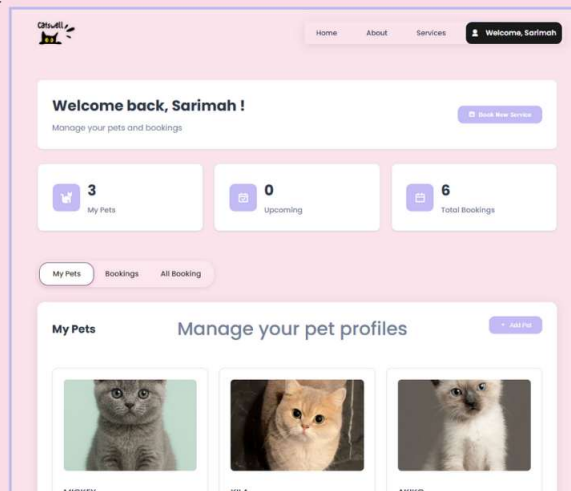 Catswell
Home About Services Welcome, Sarimah
Welcome back, Sarimah !
Manage your pets and bookings
Book New Service
3
My Pets
0
Upcoming
6
Total Bookings
My Pets Bookings All Booking
My Pets Manage your pet profiles + Add Pet